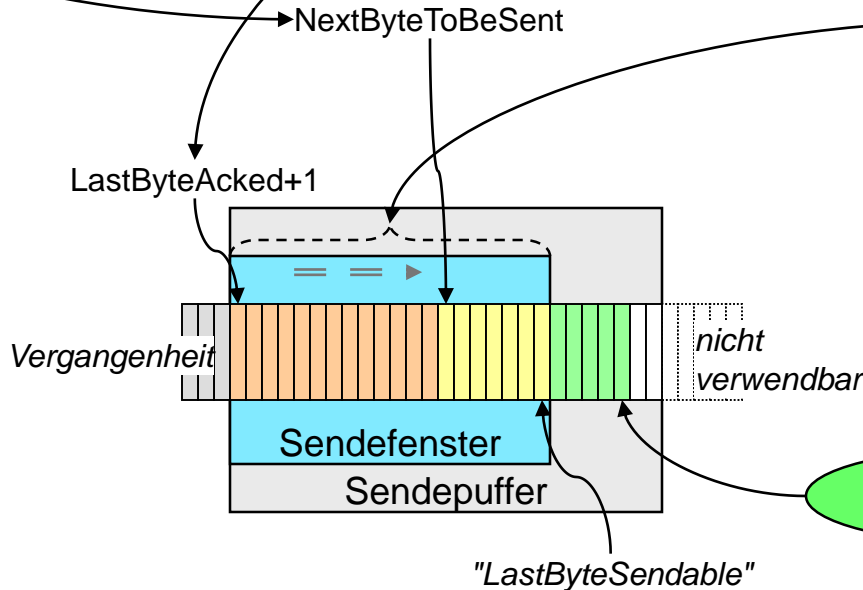 NextByteToBeSent
LastByteAcked+1
Vergangenheit
nicht
verwendbar
Sendefenster
Sendepuffer
"LastByteSendable"